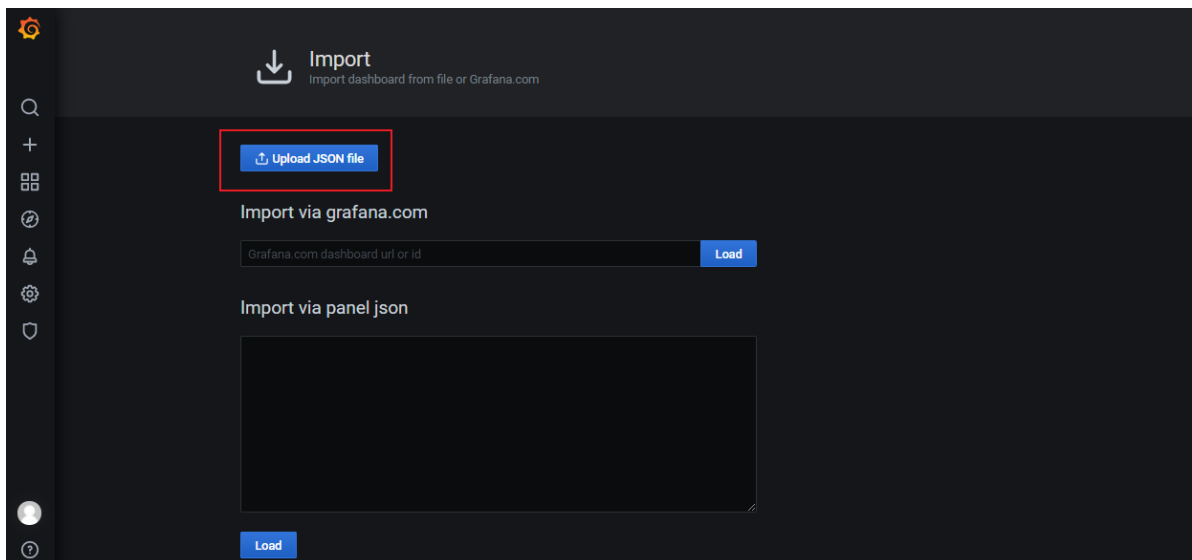 Import
Import dashboard from file or Grafana.com
Upload JSON file
Import via grafana.com
Grafana.com dashboard url or id
Load
Import via panel json
Load